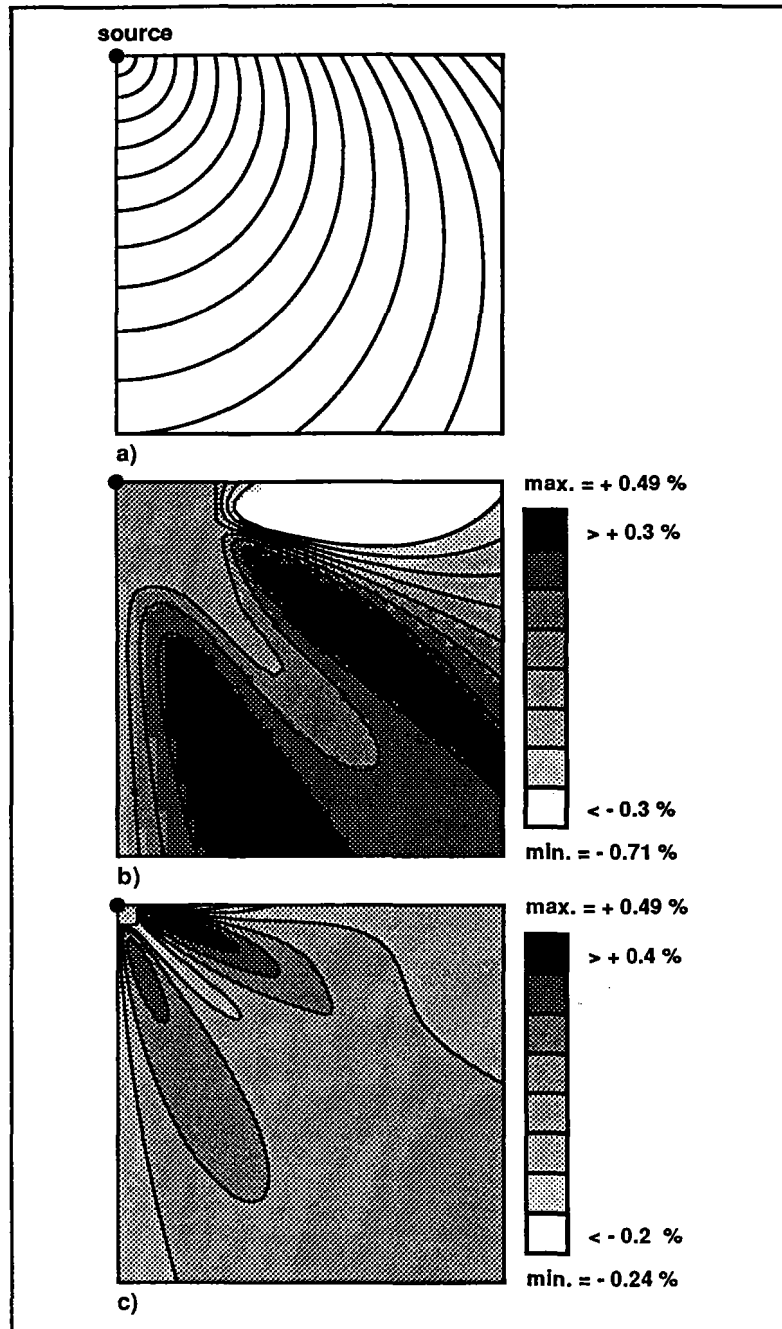 source
a)
max. = + 0.49 %
> + 0.3 %
< - 0.3 %
min. = - 0.71 %
b)
max. = + 0.49 %
> + 0.4 %
< - 0.2 %
min. = - 0.24 %
c)